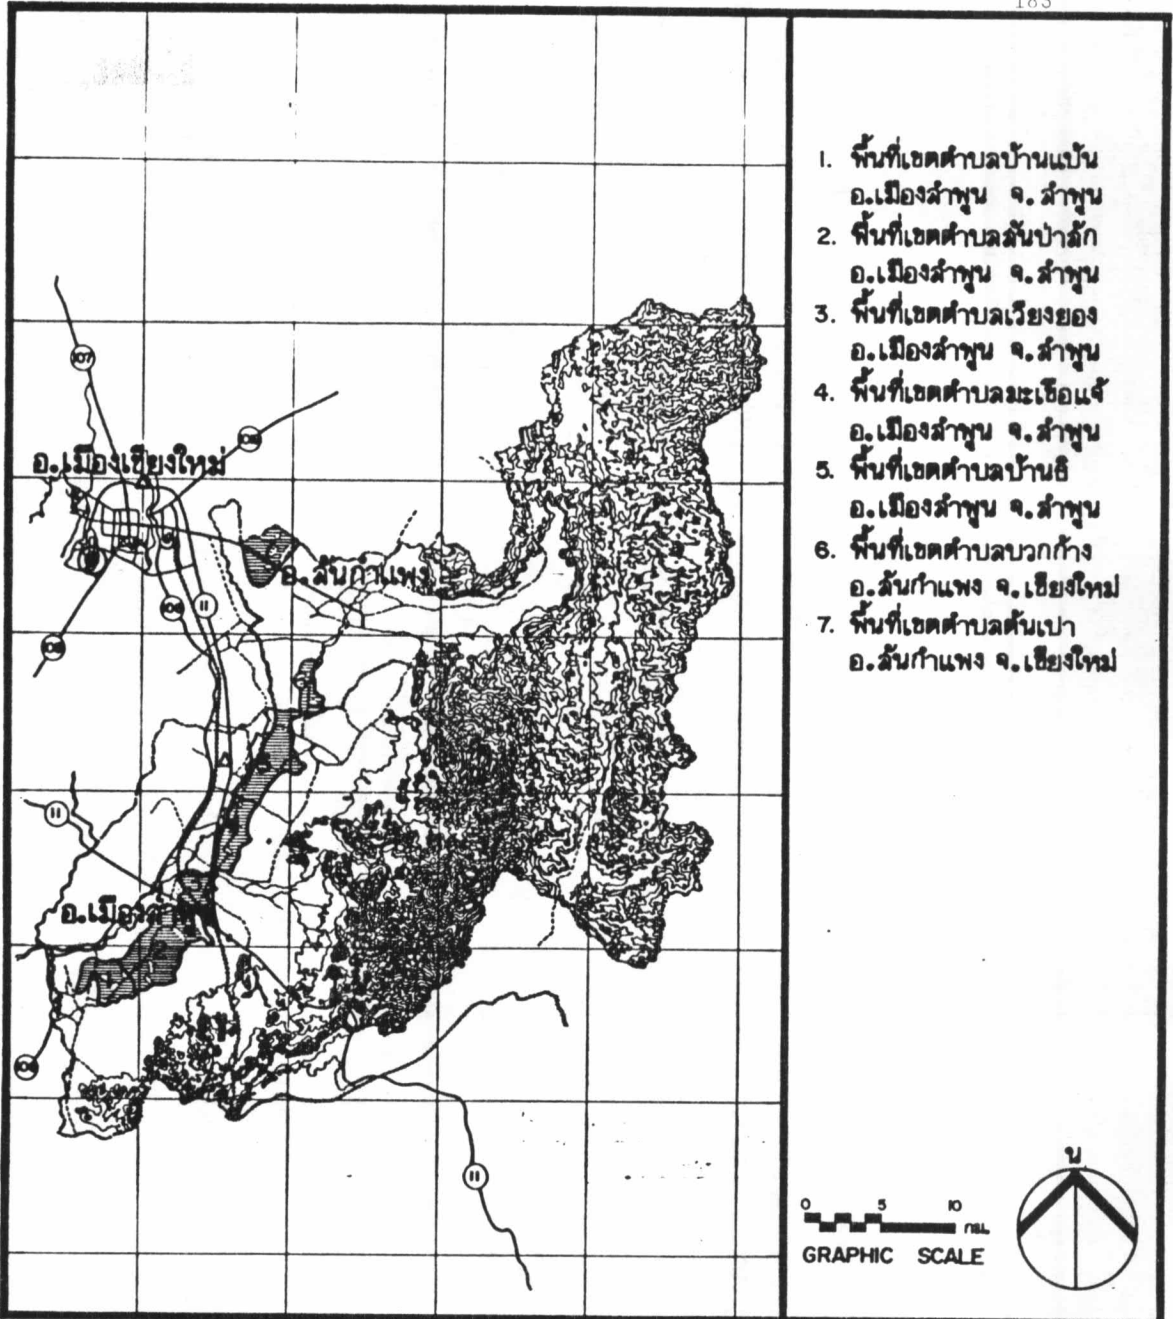 183
1. พื้นที่เขตตำบลบ้านแป้น
อ.เมืองลำพูน จ.ลำพูน
2. พื้นที่เขตตำบลต้นป่าสัก
อ.เมืองลำพูน จ.ลำพูน
3. พื้นที่เขตตำบลเวียงยอง
อ.เมืองลำพูน จ.ลำพูน
4. พื้นที่เขตตำบลมะเขือแจ้
อ.เมืองลำพูน จ.ลำพูน
5. พื้นที่เขตตำบลบ้านธิ
อ.เมืองลำพูน จ.ลำพูน
6. พื้นที่เขตตำบลบวกค้าง
อ.สันกำแพง จ.เชียงใหม่
7. พื้นที่เขตตำบลต้นเปา
อ.สันกำแพง จ.เชียงใหม่
107
อ.เมืองเชียงใหม่
อ.สันกำแพง
11
11
อ.เมืองลำ
11
น
0 5 10 กม.
GRAPHIC SCALE